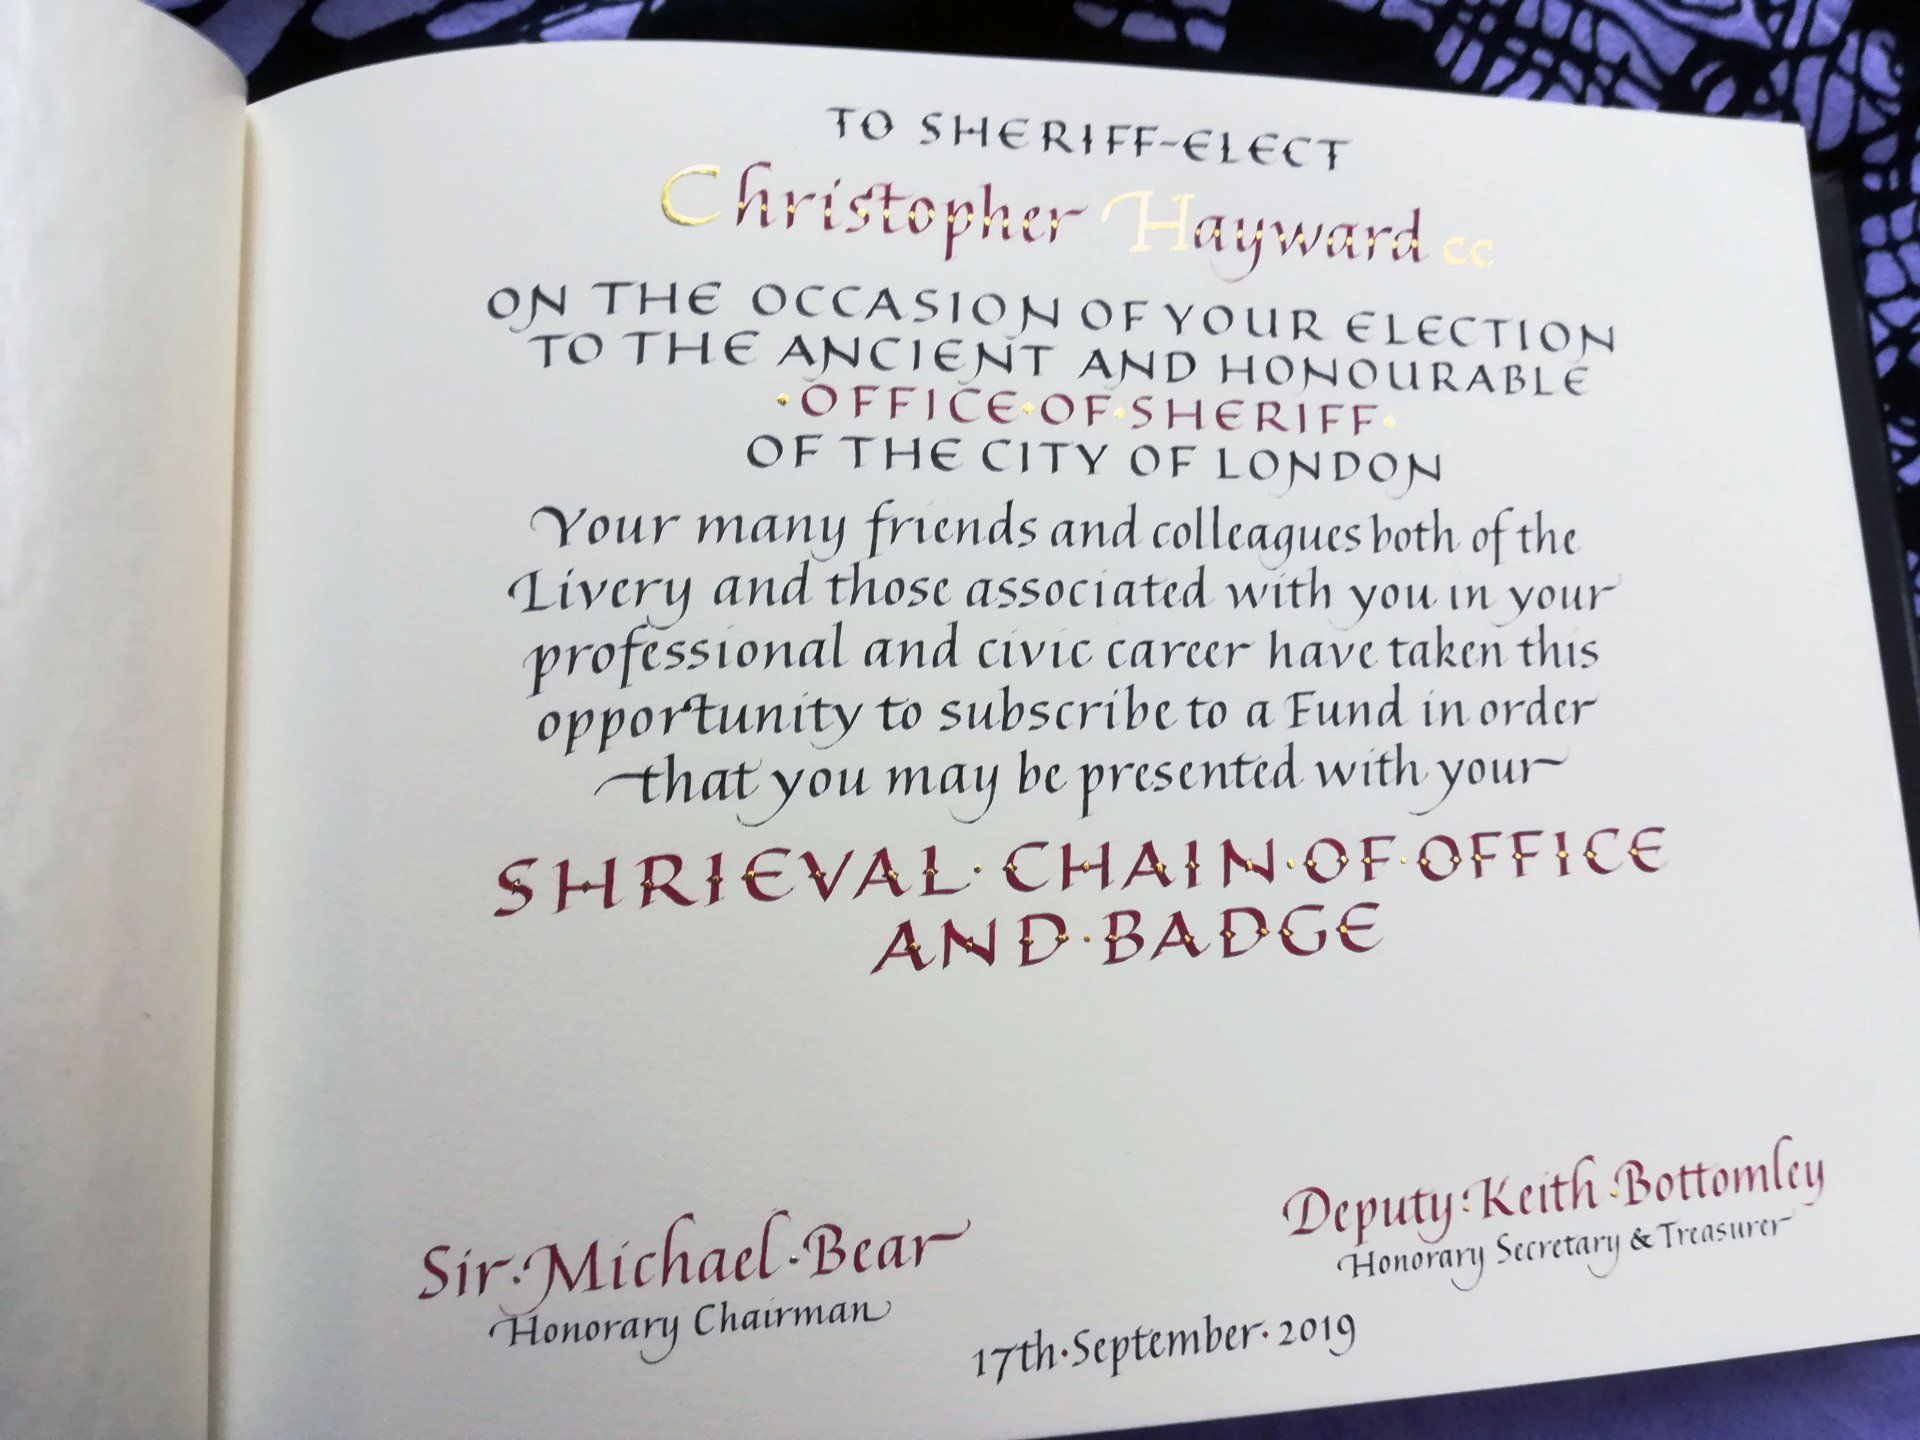 TO SHERIFF-ELECT
Christopher Hayward cc
ON THE OCCASION OF YOUR ELECTION
TO THE ANCIENT AND HONOURABLE
·OFFICE·OF·SHERIFF·
OF THE CITY OF LONDON
Your many friends and colleagues both of the
Livery and those associated with you in your
professional and civic career have taken this
opportunity to subscribe to a Fund in order
that you may be presented with your
SHRIEVAL·CHAIN·OF·OFFICE
AND·BADGE
Sir·Michael·Bear
Honorary Chairman
Deputy·Keith·Bottomley
Honorary Secretary & Treasurer
17th·September·2019